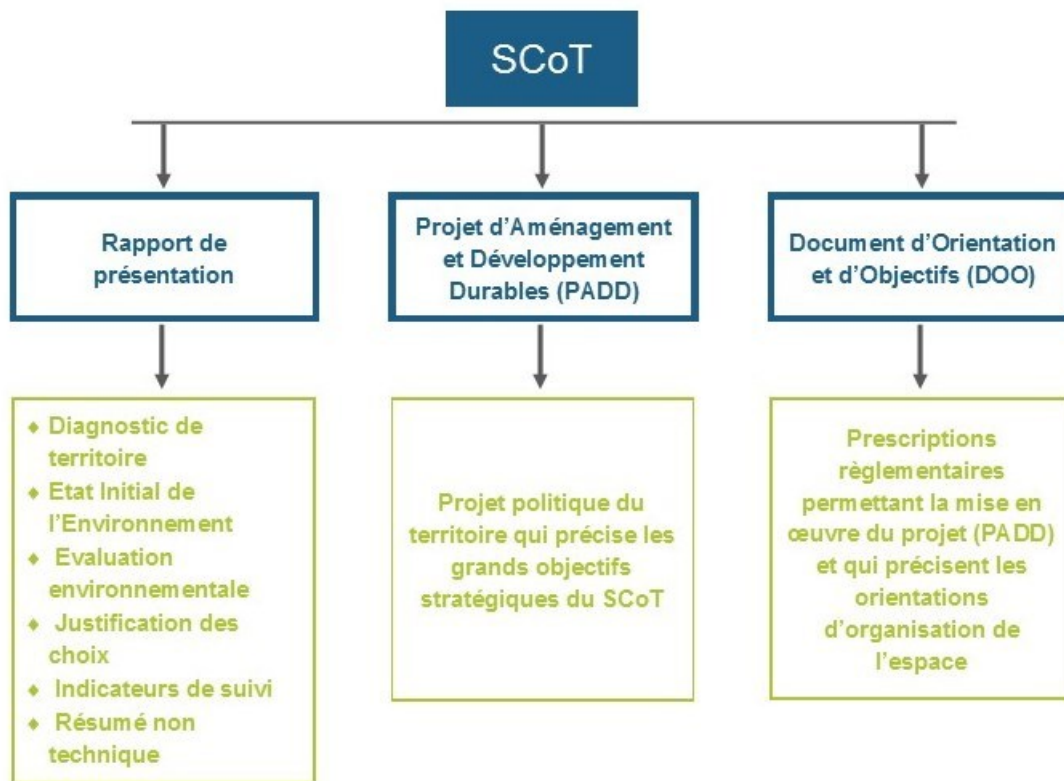 SCoT
Rapport de
présentation
Projet d'Aménagement
et Développement
Durables (PADD)
Document d'Orientation
et d'Objectifs (DOO)
♦ Diagnostic de
territoire
♦ Etat Initial de
l'Environnement
♦ Evaluation
environnementale
♦ Justification des
choix
♦ Indicateurs de suivi
♦ Résumé non
technique
Projet politique du
territoire qui précise les
grands objectifs
stratégiques du SCoT
Prescriptions
règlementaires
permettant la mise en
œuvre du projet (PADD)
et qui précisent les
orientations
d'organisation de
l'espace